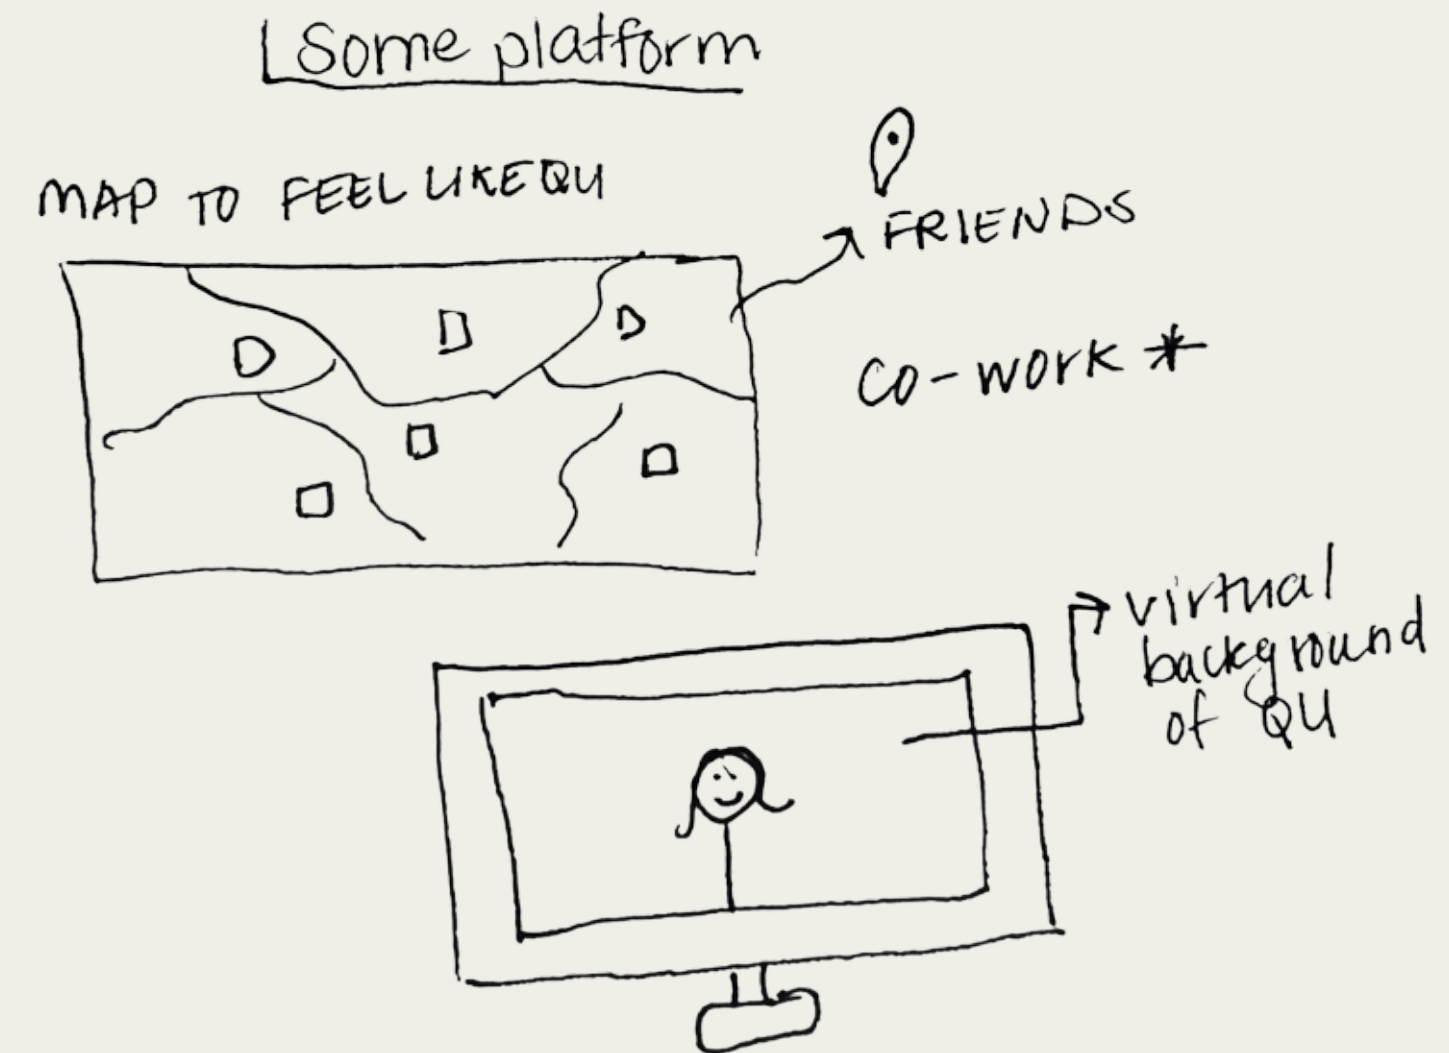 Some platform
MAP TO FEEL LIKE QU
FRIENDS
CO-WORK *
virtual
background
of QU